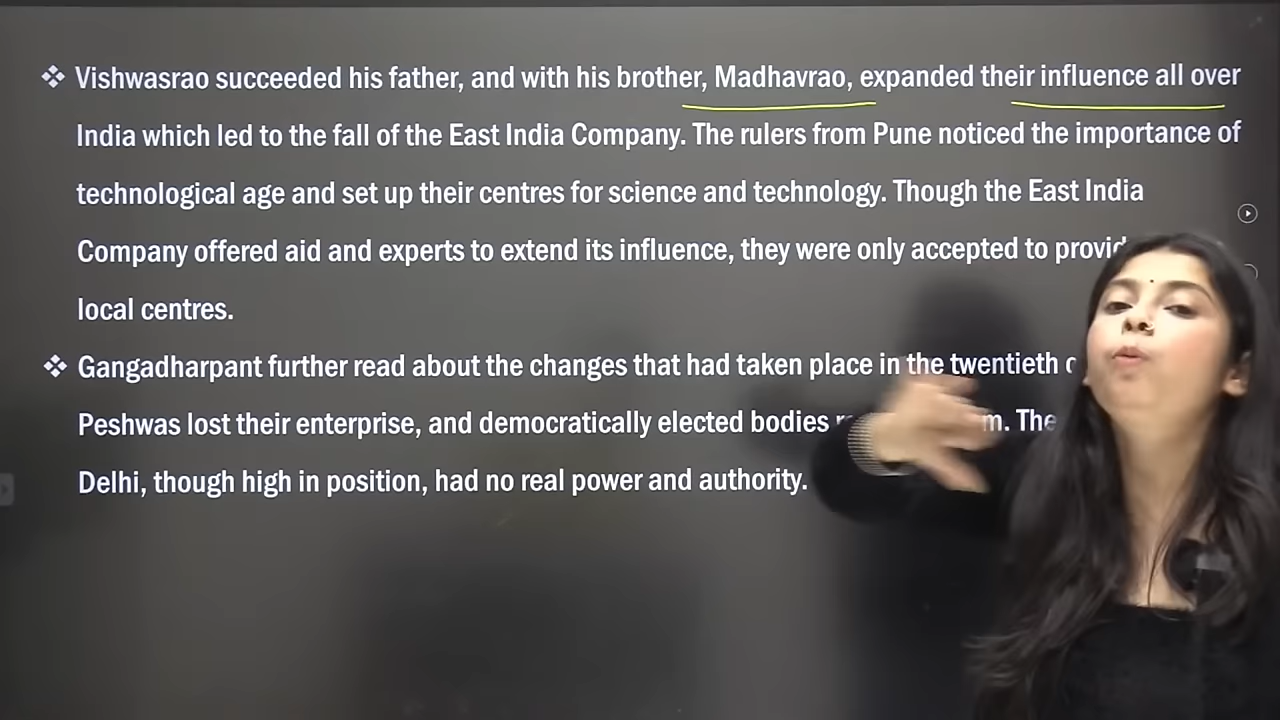 ❖ Vishwasrao succeeded his father, and with his brother, Madhavrao, expanded their influence all over
India which led to the fall of the East India Company. The rulers from Pune noticed the importance of
technological age and set up their centres for science and technology. Though the East India
Company offered aid and experts to extend its influence, they were only accepted to
local centres.
❖ Gangadharpant further read about the changes that had taken place in the twentieth
Peshwas lost their enterprise, and democratically elected bodies The
Delhi, though high in position, had no real power and authority.